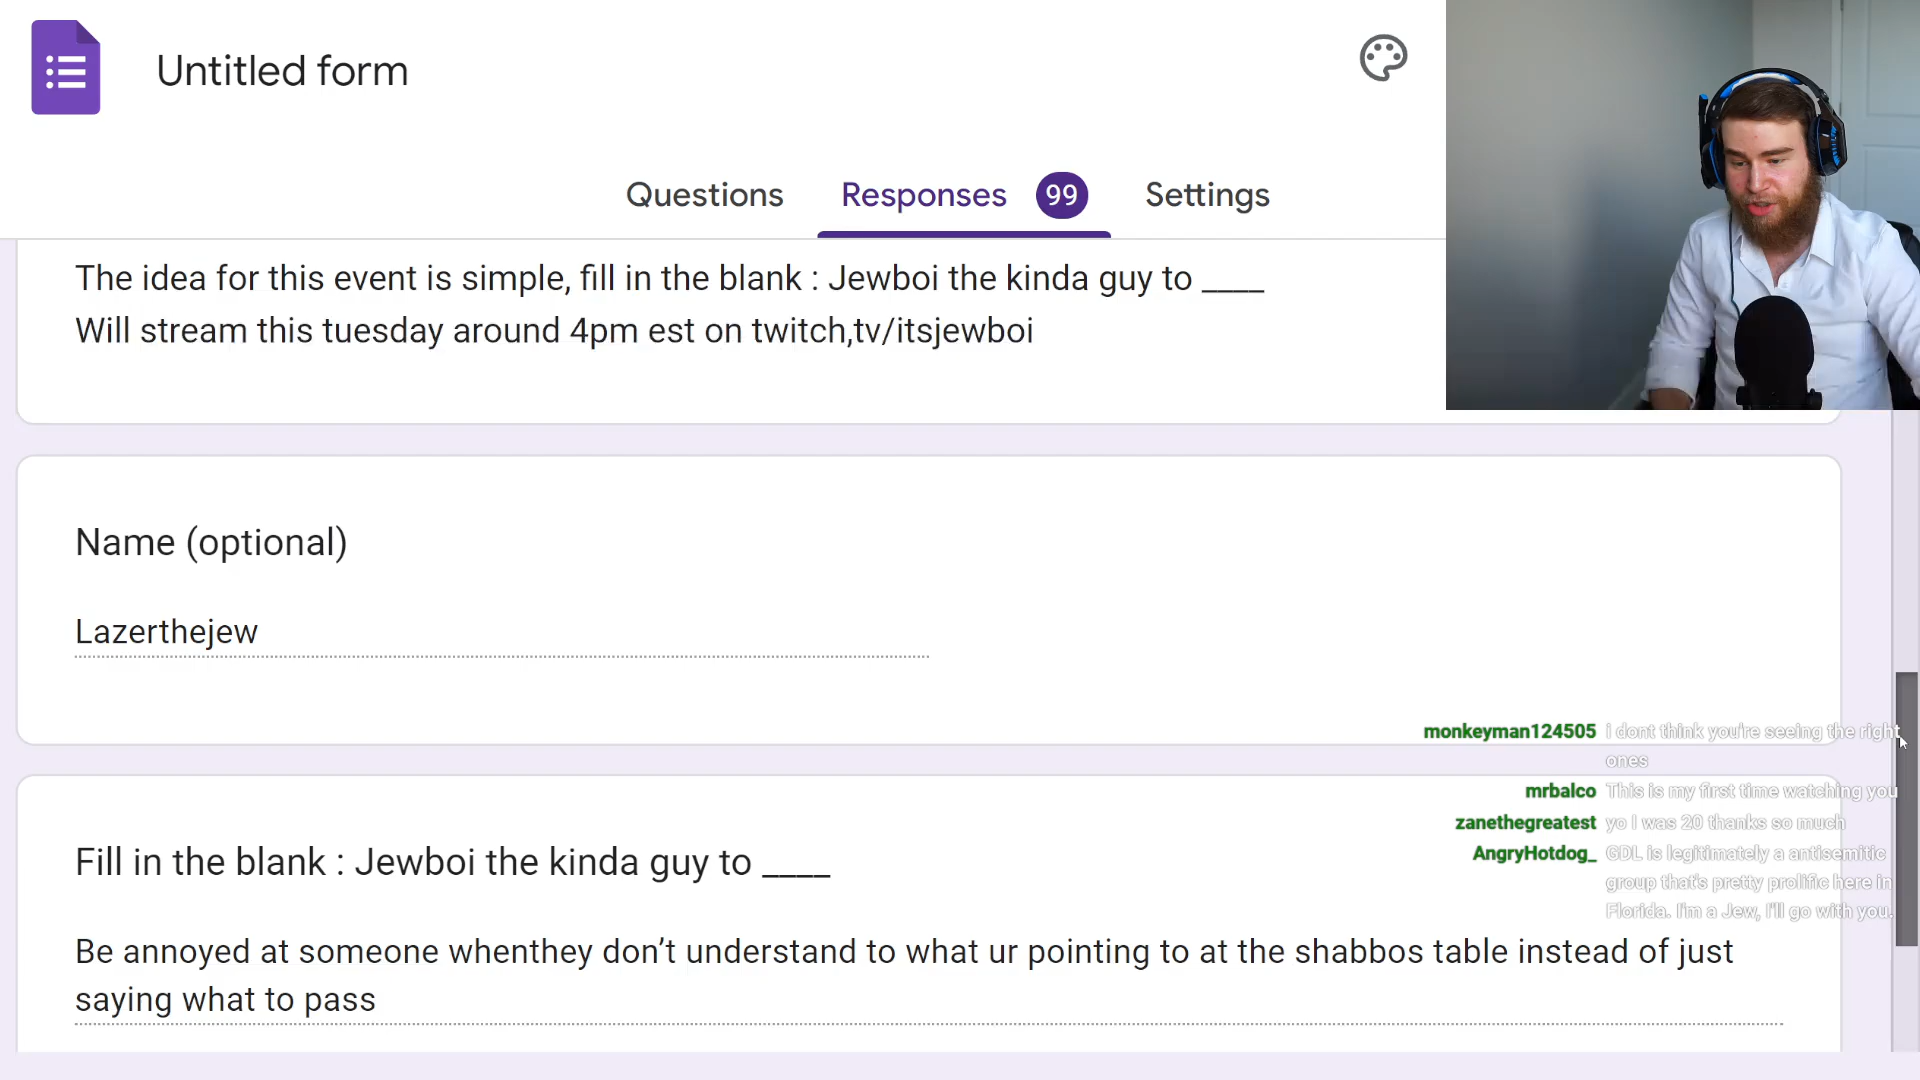 Untitled form
Questions
Responses
99
Settings
The idea for this event is simple, fill in the blank : Jewboi the kinda guy to ____
Will stream this tuesday around 4pm est on twitch,tv/itsjewboi
Name (optional)
Lazerthejew
monkeyman124505 i dont think you're seeing the right
ones
mrbalco This is my first time watching you
zanethegreatest yo I was 20 thanks so much
AngryHotdog_ GDL is legitimately a antisemitic
group that's pretty prolific here in
Florida. I'm a Jew, I'll go with you.
Fill in the blank : Jewboi the kinda guy to ____
Be annoyed at someone whenthey don’t understand to what ur pointing to at the shabbos table instead of just
saying what to pass